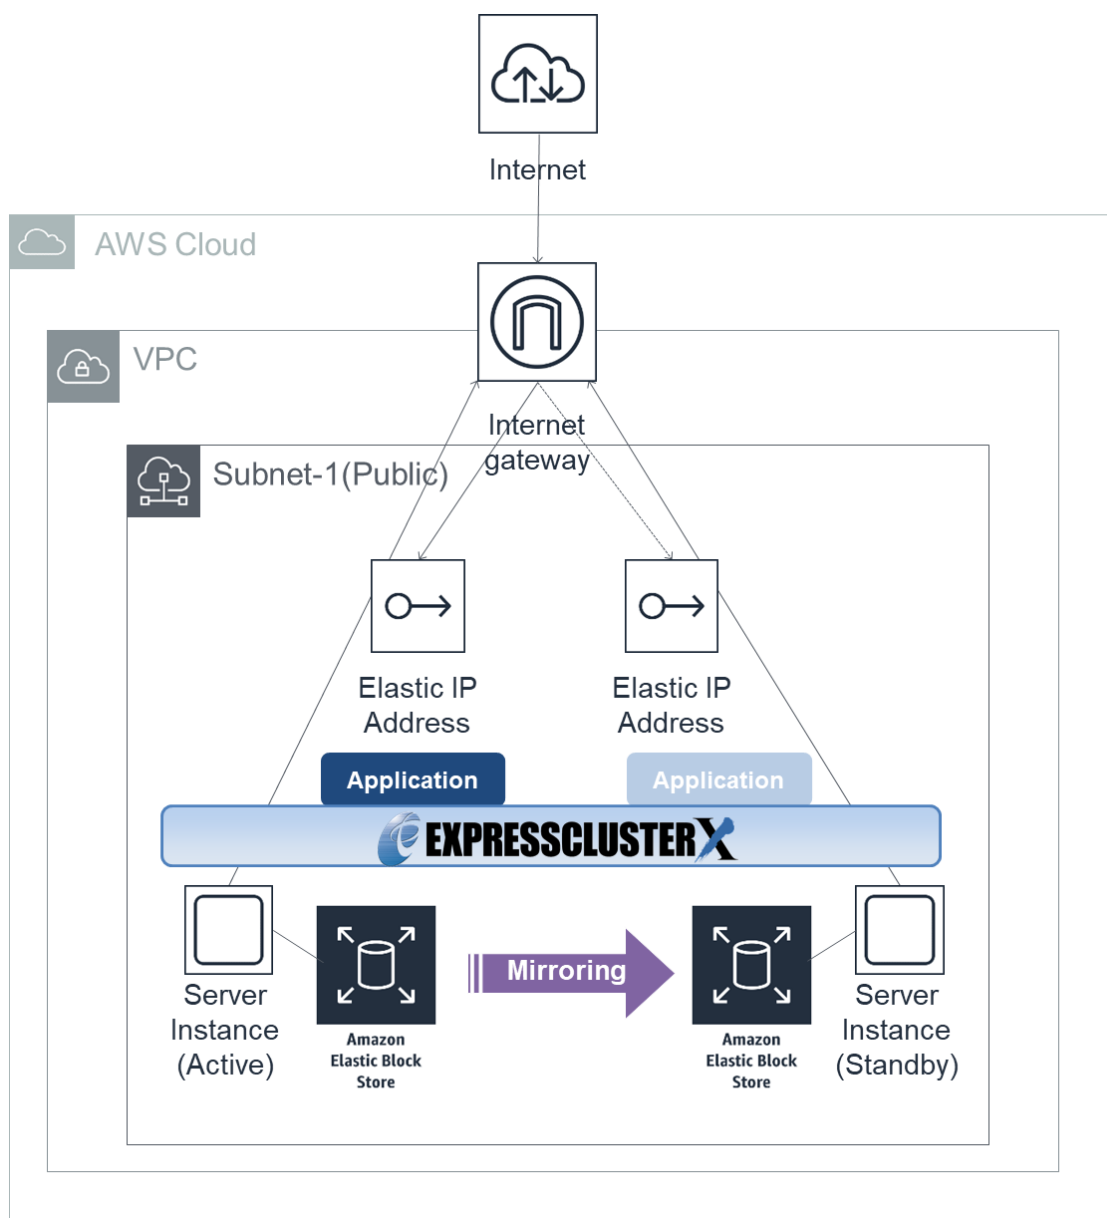 Internet
AWS Cloud
VPC
Internet
gateway
Subnet-1(Public)
Elastic IP
Address
Elastic IP
Address
Application
Application
EXPRESSCLUSTER X
Mirroring
Server
Instance
(Active)
Amazon
Elastic Block
Store
Amazon
Elastic Block
Store
Server
Instance
(Standby)